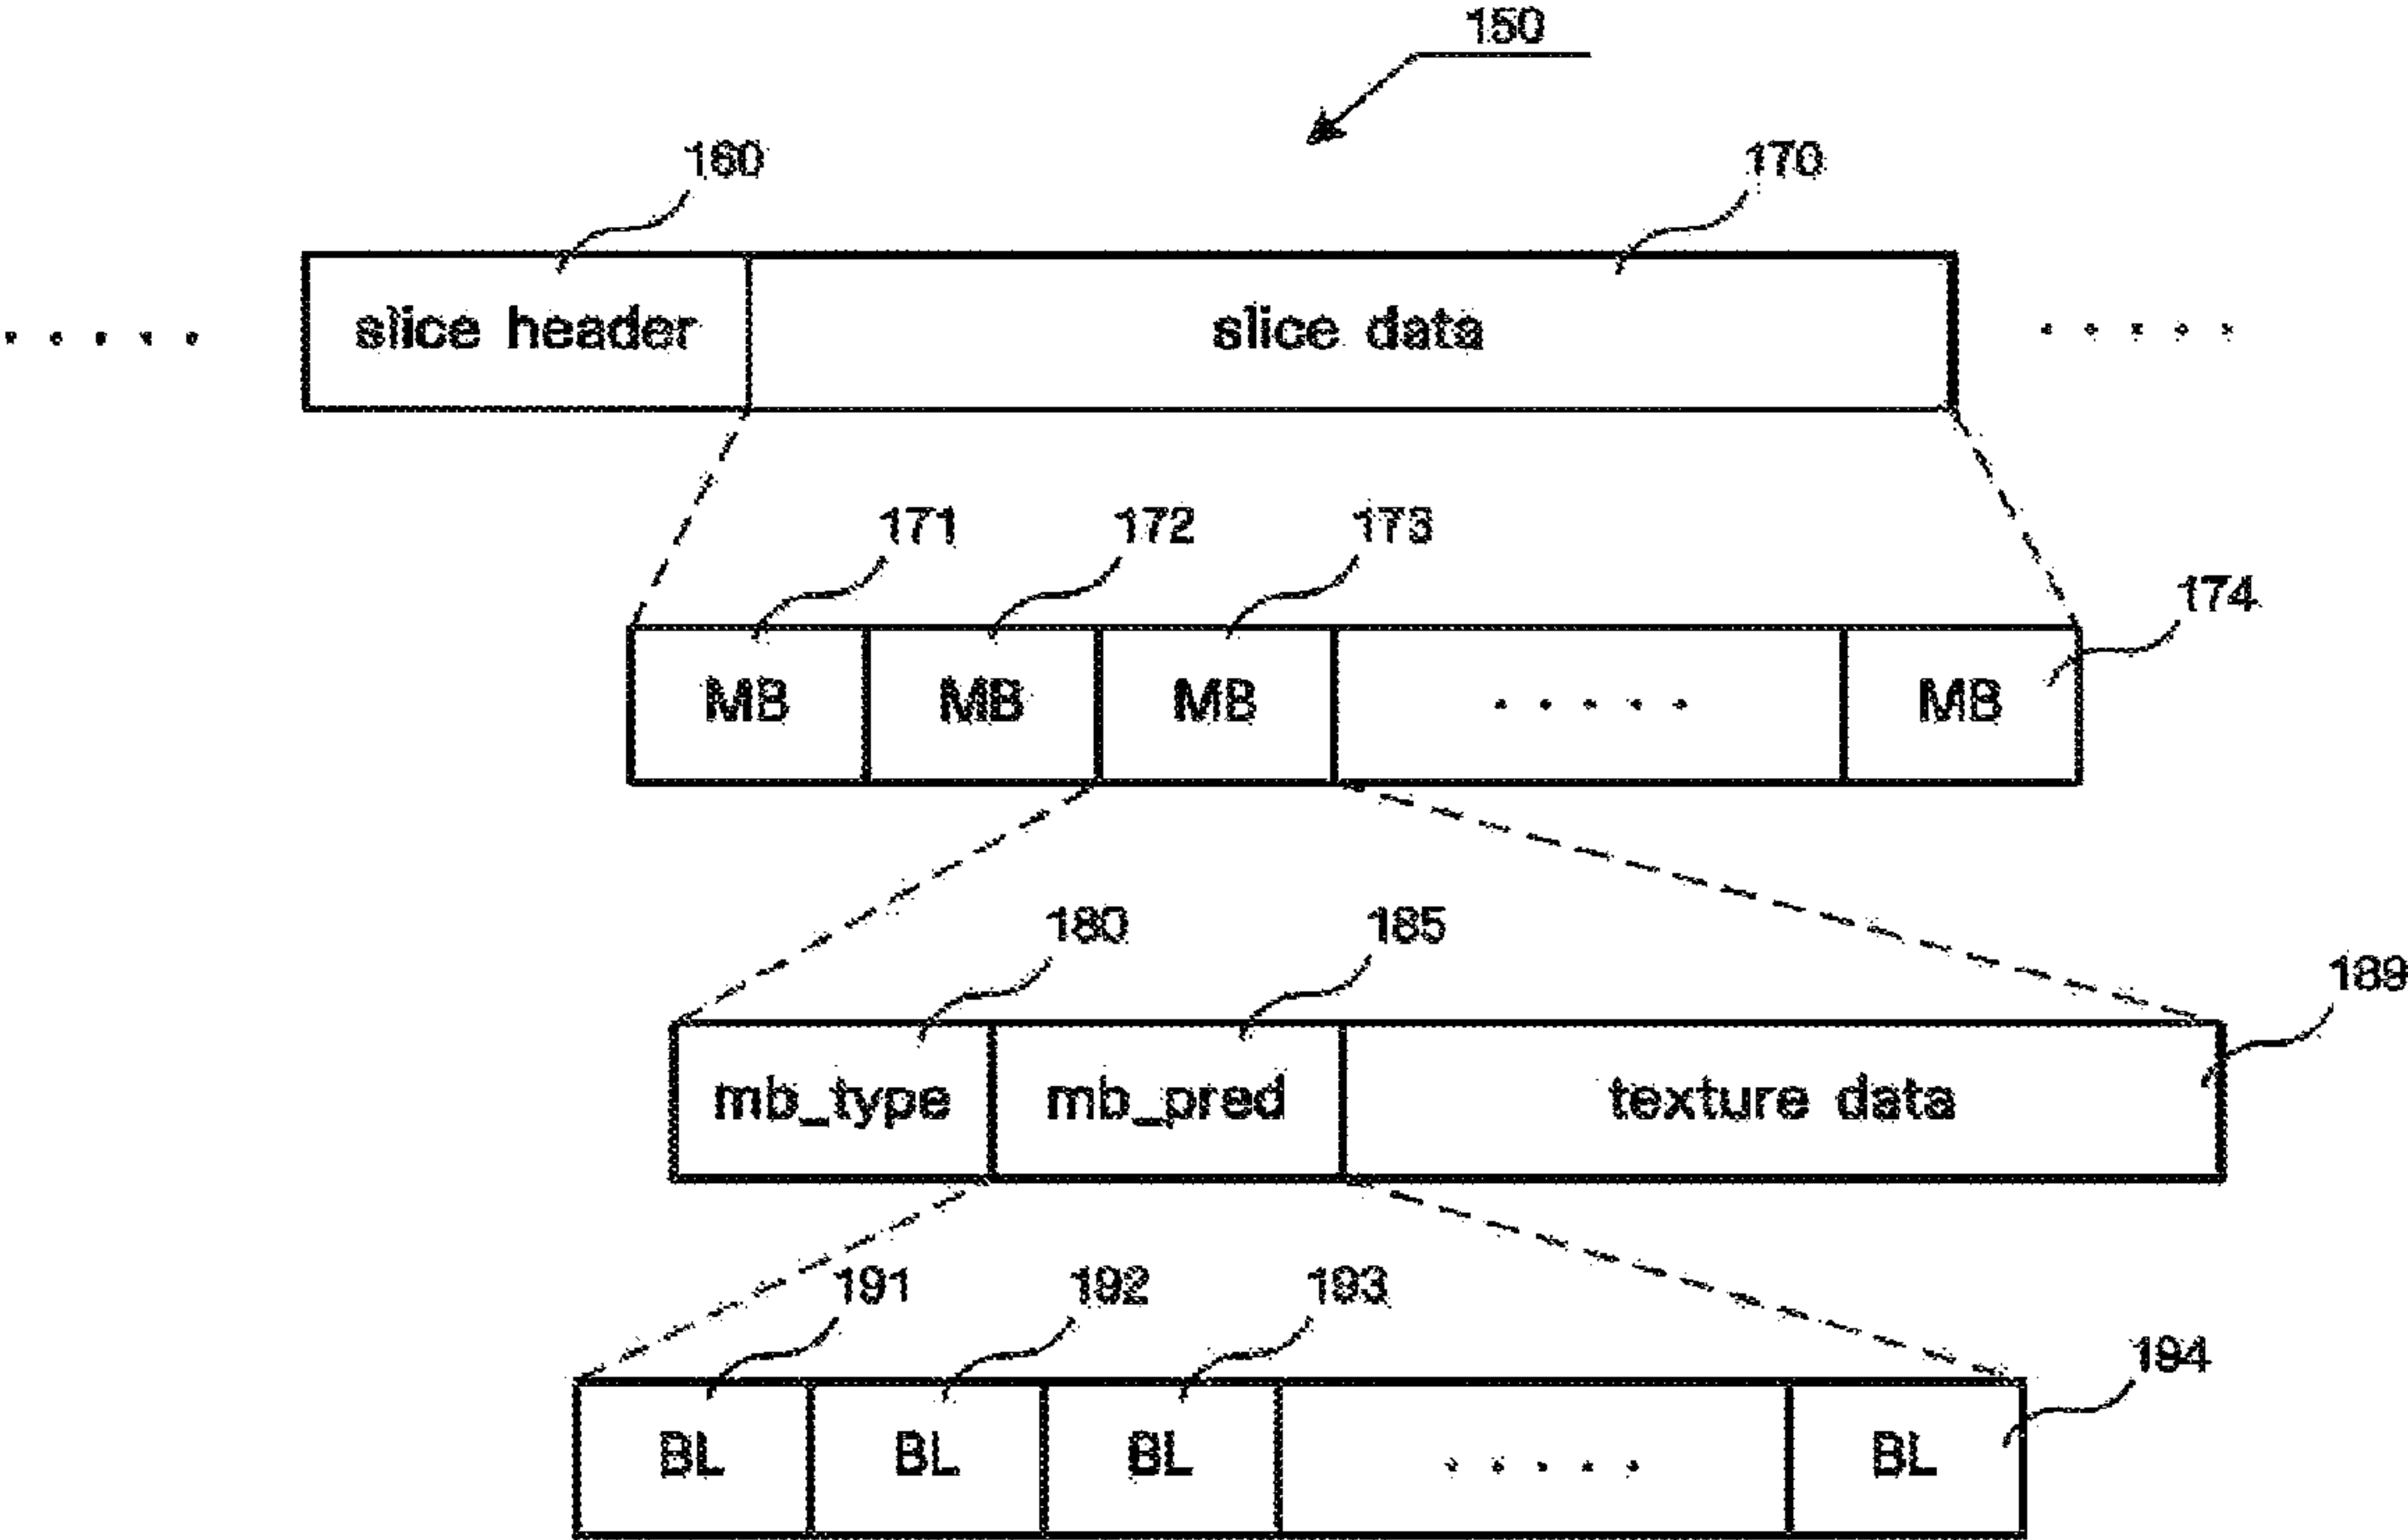 150
160 170
slice header slice data
171 172 173
174
MB MB MB MB
180 185
189
mb_type mb_pred texture data
191 192 193
194
BL BL BL BL